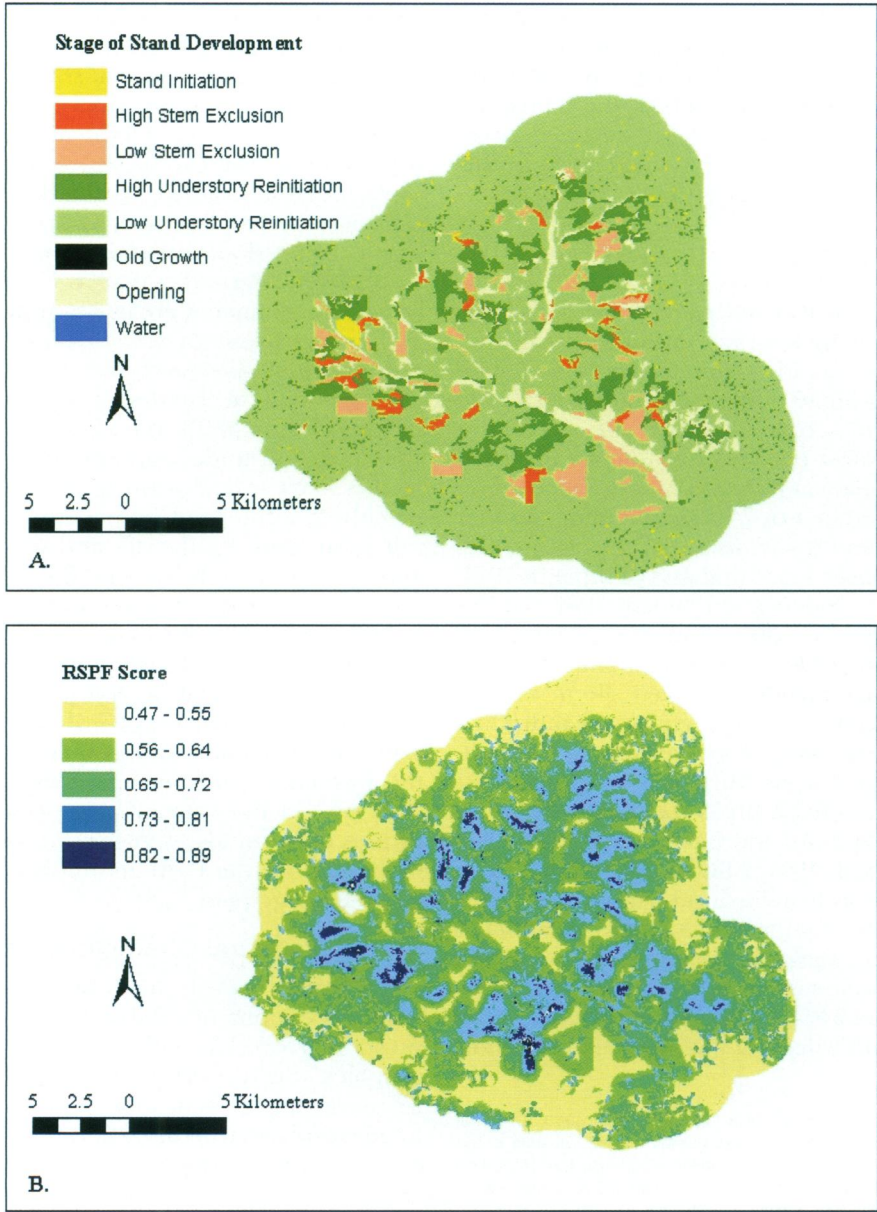 Stage of Stand Development
Stand Initiation
High Stem Exclusion
Low Stem Exclusion
High Understory Reinitiation
Low Understory Reinitiation
Old Growth
Opening
Water
N
5 2.5 0 5 Kilometers
A.
RSPF Score
0.47 - 0.55
0.56 - 0.64
0.65 - 0.72
0.73 - 0.81
0.82 - 0.89
N
5 2.5 0 5 Kilometers
B.